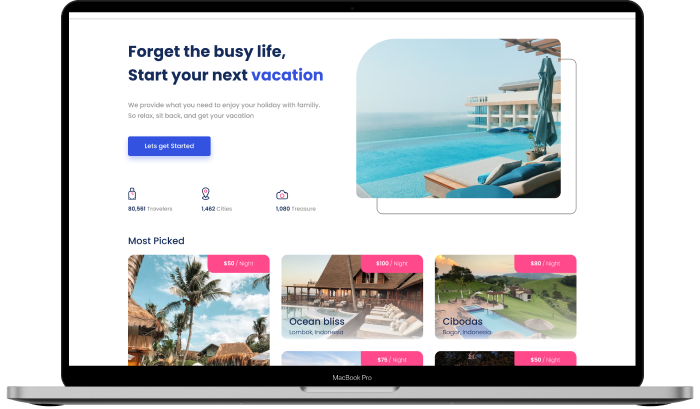 Forget the busy life,
Start your next vacation
We provide what you need to enjoy your holiday with familiy.
So relax, sit back, and get your vacation
Lets get Started
80,561 Travelers
1,462 Cities
1,080 Treasure
Most Picked
$50 / Night
$100 / Night
$80 / Night
Ocean bliss
Lombok, Indonesia
Cibodas
Bogor, Indonesia
$75 / Night
$50 / Night
MacBook Pro